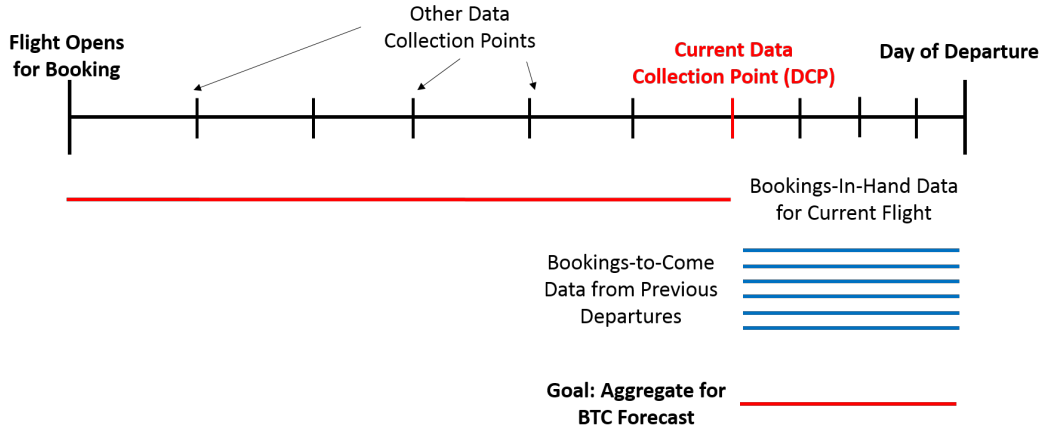 Other Data
Collection Points
Flight Opens
for Booking
Current Data
Collection Point (DCP)
Day of Departure
Bookings-In-Hand Data
for Current Flight
Bookings-to-Come
Data from Previous
Departures
Goal: Aggregate for
BTC Forecast